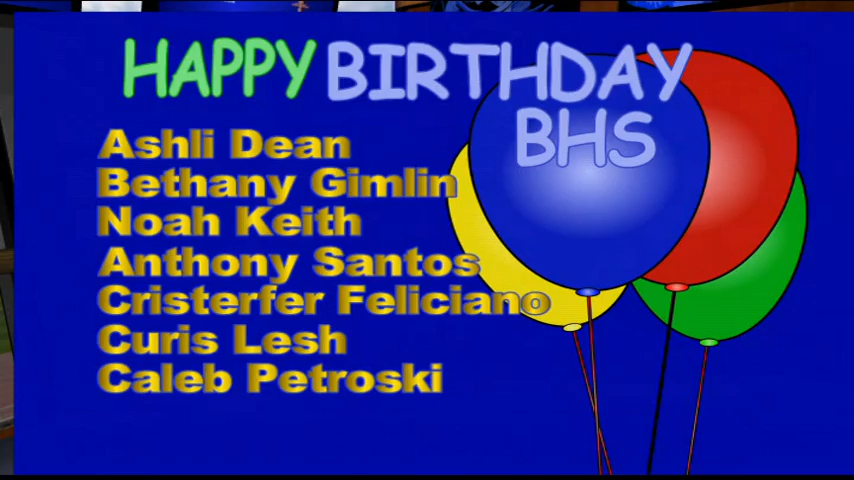 HAPPY BIRTHDAY
BHS
Ashli Dean
Bethany Gimlin
Noah Keith
Anthony Santos
Cristerfer Feliciano
Curis Lesh
Caleb Petroski